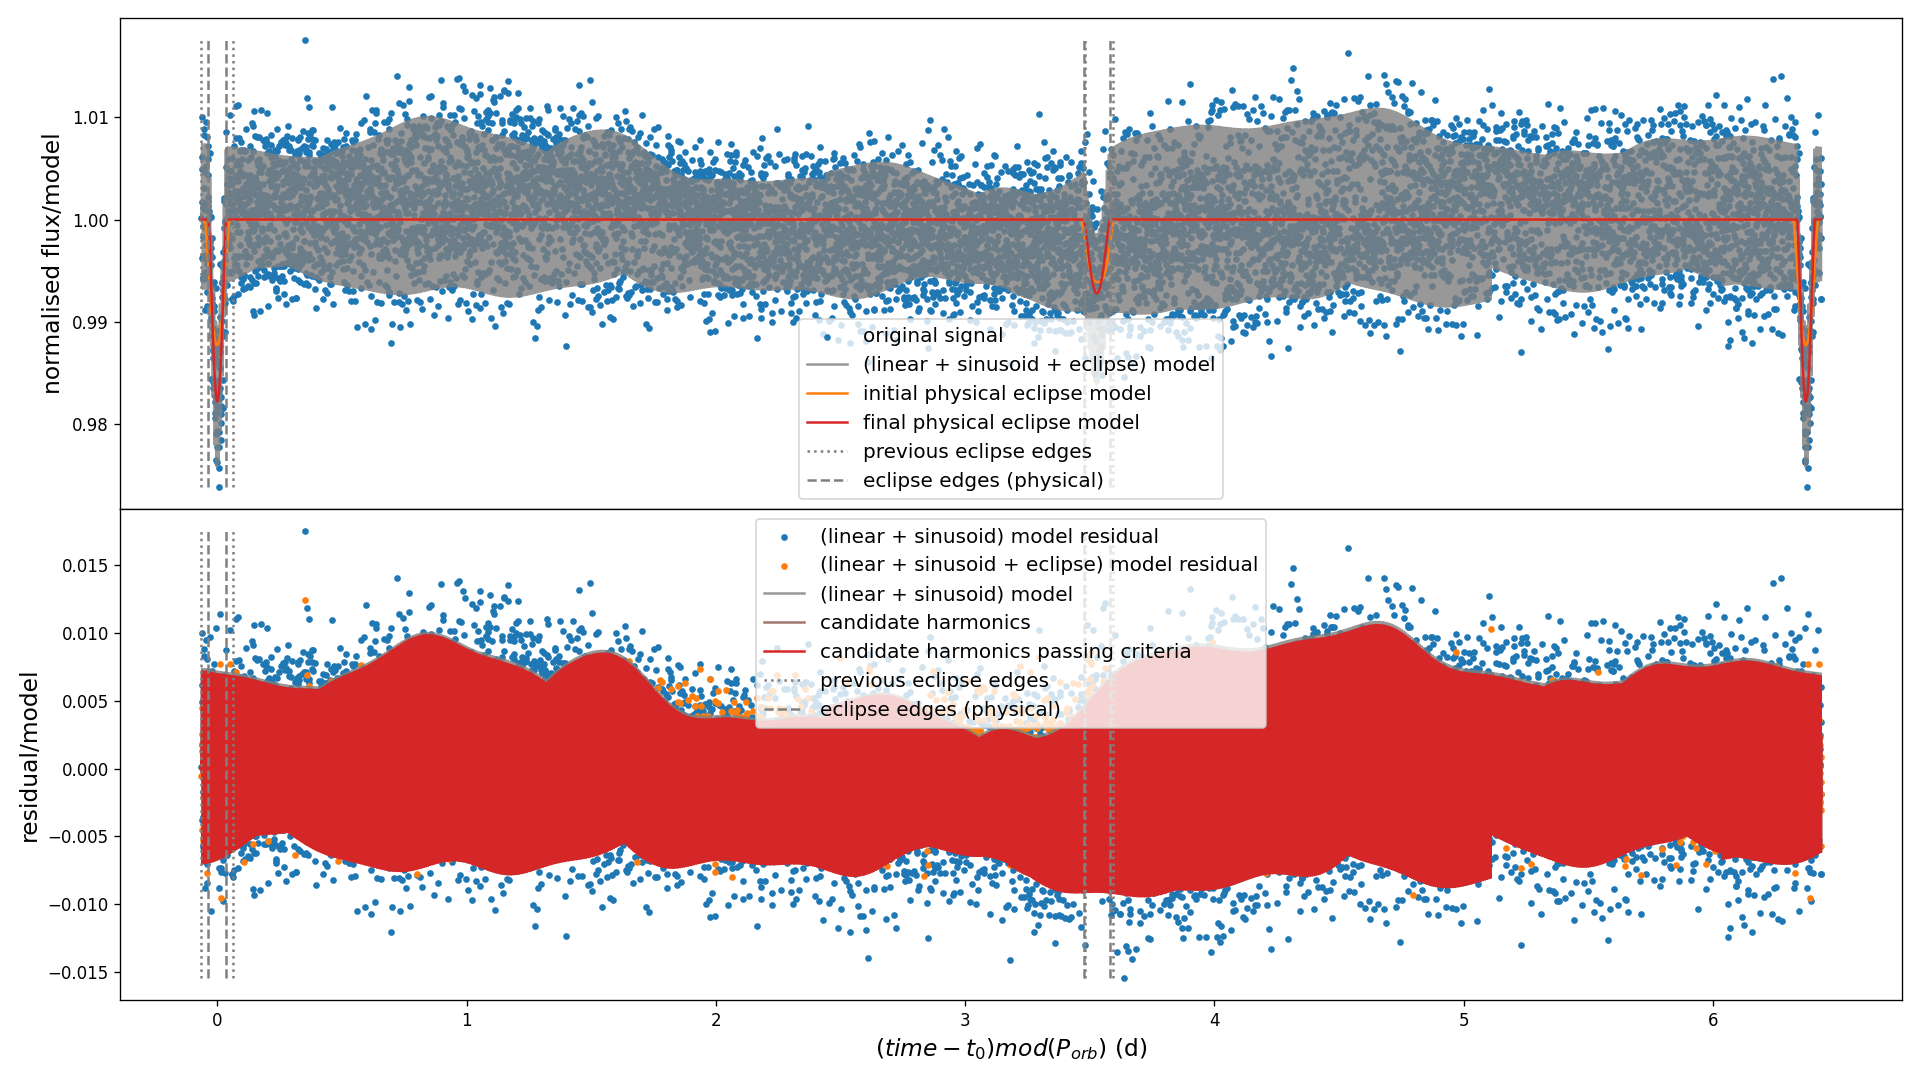 normalised flux/model
1.01
1.00
0.99
0.98
original signal
(linear + sinusoid + eclipse) model
initial physical eclipse model
final physical eclipse model
previous eclipse edges
eclipse edges (physical)
residual/model
0.015
0.010
0.005
0.000
−0.005
−0.010
−0.015
(linear + sinusoid) model residual
(linear + sinusoid + eclipse) model residual
(linear + sinusoid) model
candidate harmonics
candidate harmonics passing criteria
previous eclipse edges
eclipse edges (physical)
0 1 2 3 4 5 6
(time − t₀)mod(P_{orb}) (d)